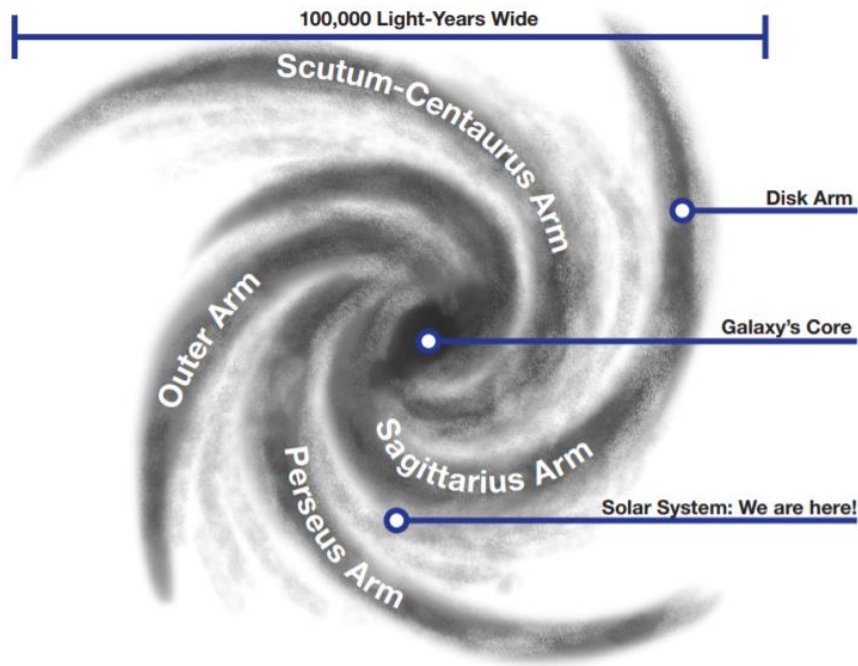 100,000 Light-Years Wide
Scutum-Centaurus Arm
Disk Arm
Outer Arm
Galaxy's Core
Sagittarius Arm
Perseus Arm
Solar System: We are here!